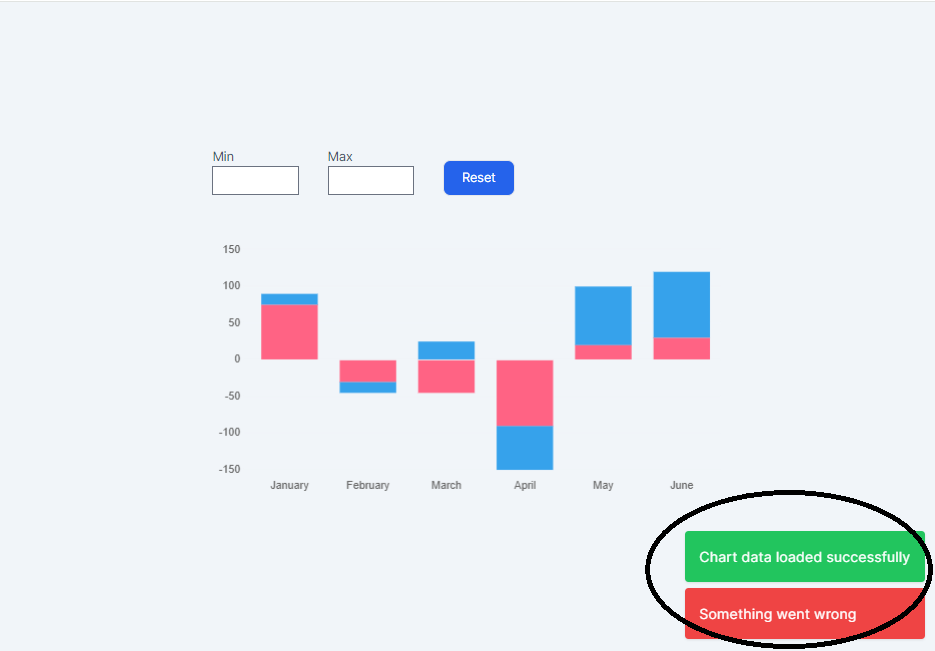 Min Max
Reset
150
100
50
0
-50
-100
-150
January February March April May June
Chart data loaded successfully
Something went wrong